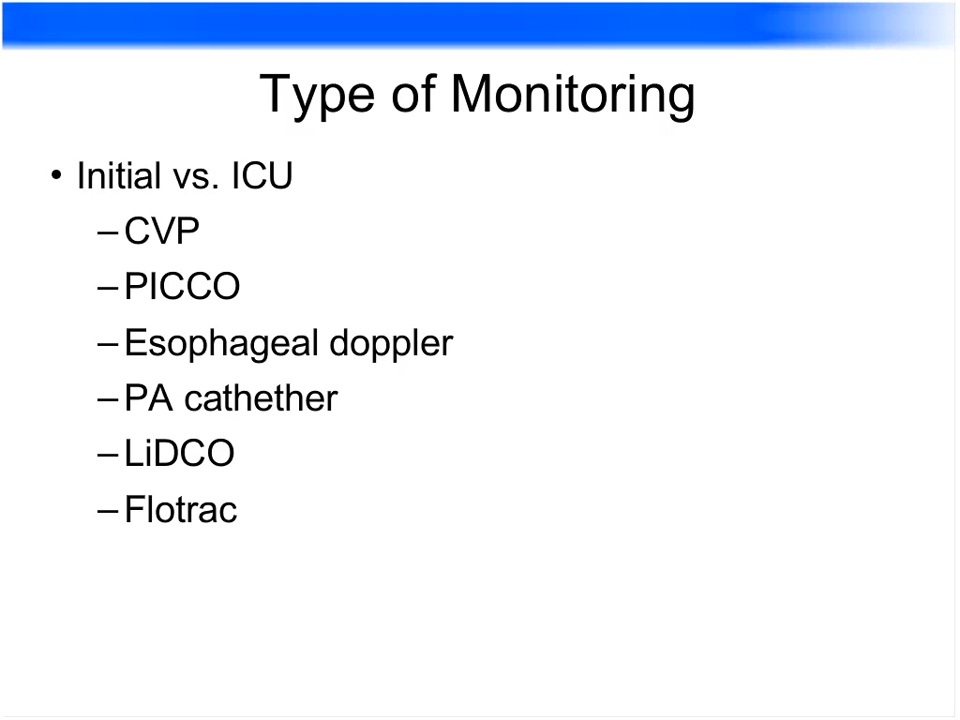 Type of Monitoring
• Initial vs. ICU
– CVP
– PICCO
– Esophageal doppler
– PA cathether
– LiDCO
– Flotrac